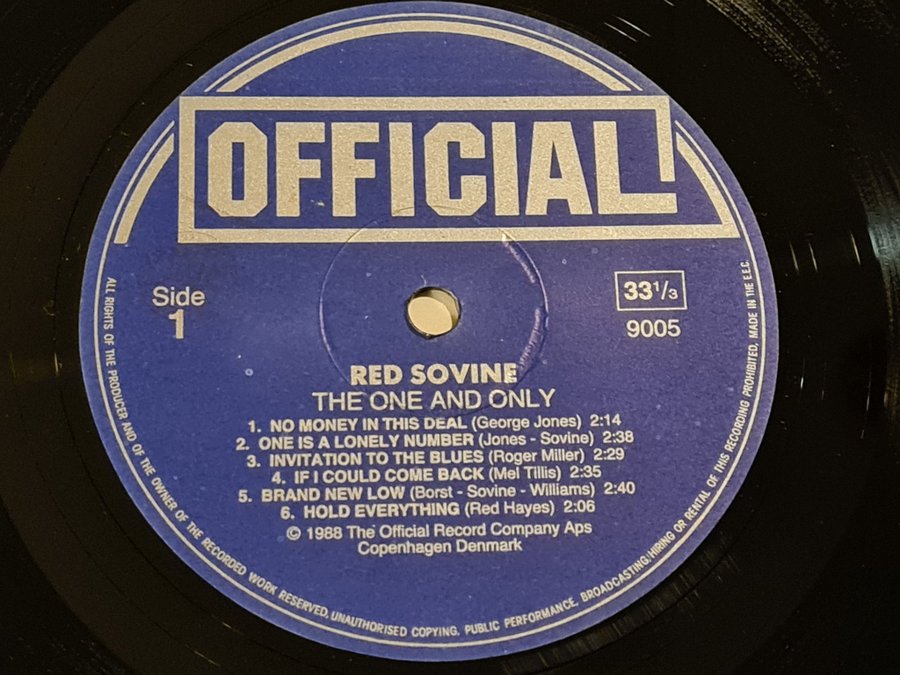 OFFICIAL
Side
1
33⅓
9005
RED SOVINE
THE ONE AND ONLY
1. NO MONEY IN THIS DEAL (George Jones) 2:14
2. ONE IS A LONELY NUMBER (Jones - Sovine) 2:38
3. INVITATION TO THE BLUES (Roger Miller) 2:29
4. IF I COULD COME BACK (Mel Tillis) 2:35
5. BRAND NEW LOW (Borst - Sovine - Williams) 2:40
6. HOLD EVERYTHING (Red Hayes) 2:06
© 1988 The Official Record Company Aps
Copenhagen Denmark
ALL RIGHTS OF THE PRODUCER AND OF THE OWNER OF THE RECORDED WORK RESERVED, UNAUTHORISED COPYING, PUBLIC PERFORMANCE, BROADCASTING, HIRING OR RENTAL OF THIS RECORDING PROHIBITED, MADE IN THE E.E.C.